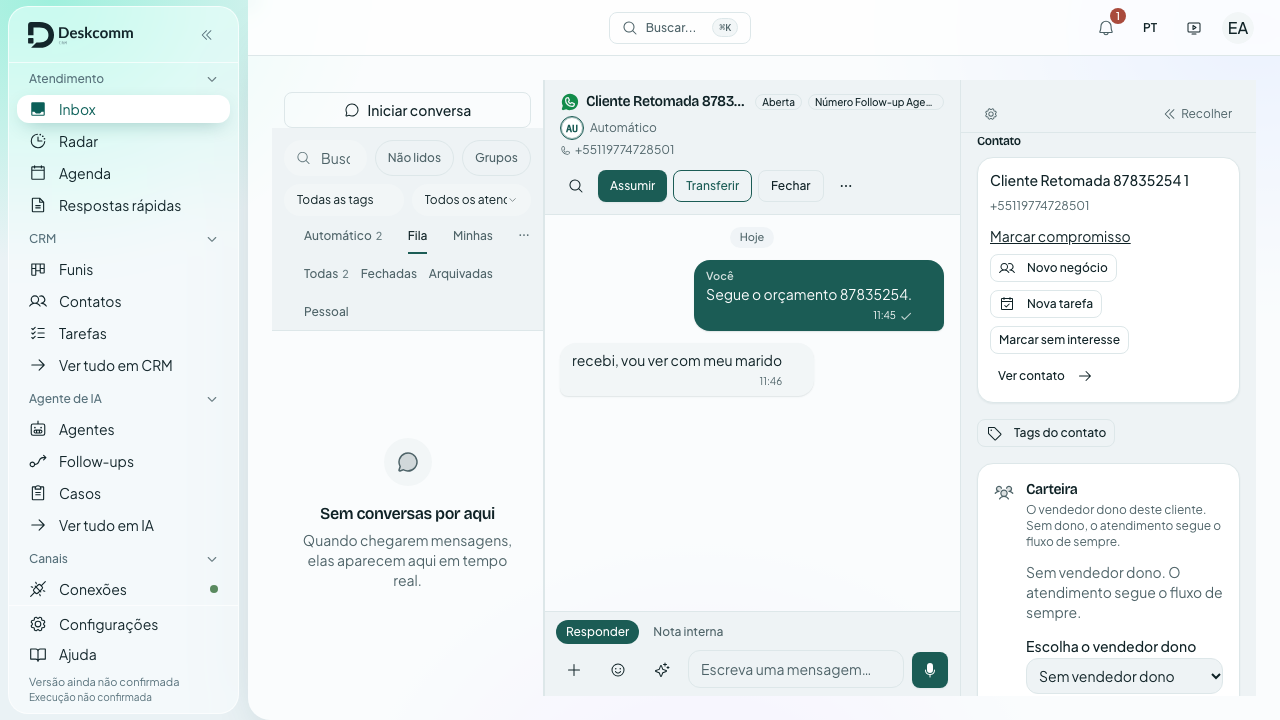 Deskcomm
Atendimento
Inbox
Radar
Agenda
Respostas rápidas
CRM
Funis
Contatos
Tarefas
Ver tudo em CRM
Agente de IA
Agentes
Follow-ups
Casos
Ver tudo em IA
Canais
Conexões
Configurações
Ajuda
Versão ainda não confirmada
Execução não confirmada
Buscar...
⌘K
1
PT
EA
Iniciar conversa
Busc
Não lidos
Grupos
Todas as tags
Todos os atenc
Automático 2
Fila
Minhas
...
Todas 2
Fechadas
Arquivadas
Pessoal
Sem conversas por aqui
Quando chegarem mensagens,
elas aparecem aqui em tempo
real.
Cliente Retomada 8783...
Aberta
Número Follow-up Age...
AU
Automático
+55119774728501
Assumir
Transferir
Fechar
...
Hoje
Você
Segue o orçamento 87835254.
11:45
recebi, vou ver com meu marido
11:46
Responder
Nota interna
Escreva uma mensagem...
Recolher
Contato
Cliente Retomada 87835254 1
+55119774728501
Marcar compromisso
Novo negócio
Nova tarefa
Marcar sem interesse
Ver contato
Tags do contato
Carteira
O vendedor dono deste cliente.
Sem dono, o atendimento segue o
fluxo de sempre.
Sem vendedor dono. O
atendimento segue o fluxo de
sempre.
Escolha o vendedor dono
Sem vendedor dono